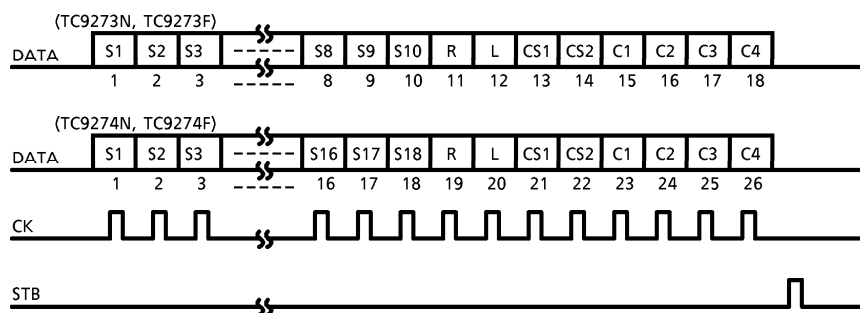 (TC9273N, TC9273F)
DATA S1 S2 S3 S8 S9 S10 R L CS1 CS2 C1 C2 C3 C4
1 2 3 8 9 10 11 12 13 14 15 16 17 18
(TC9274N, TC9274F)
DATA S1 S2 S3 S16 S17 S18 R L CS1 CS2 C1 C2 C3 C4
1 2 3 16 17 18 19 20 21 22 23 24 25 26
CK
STB